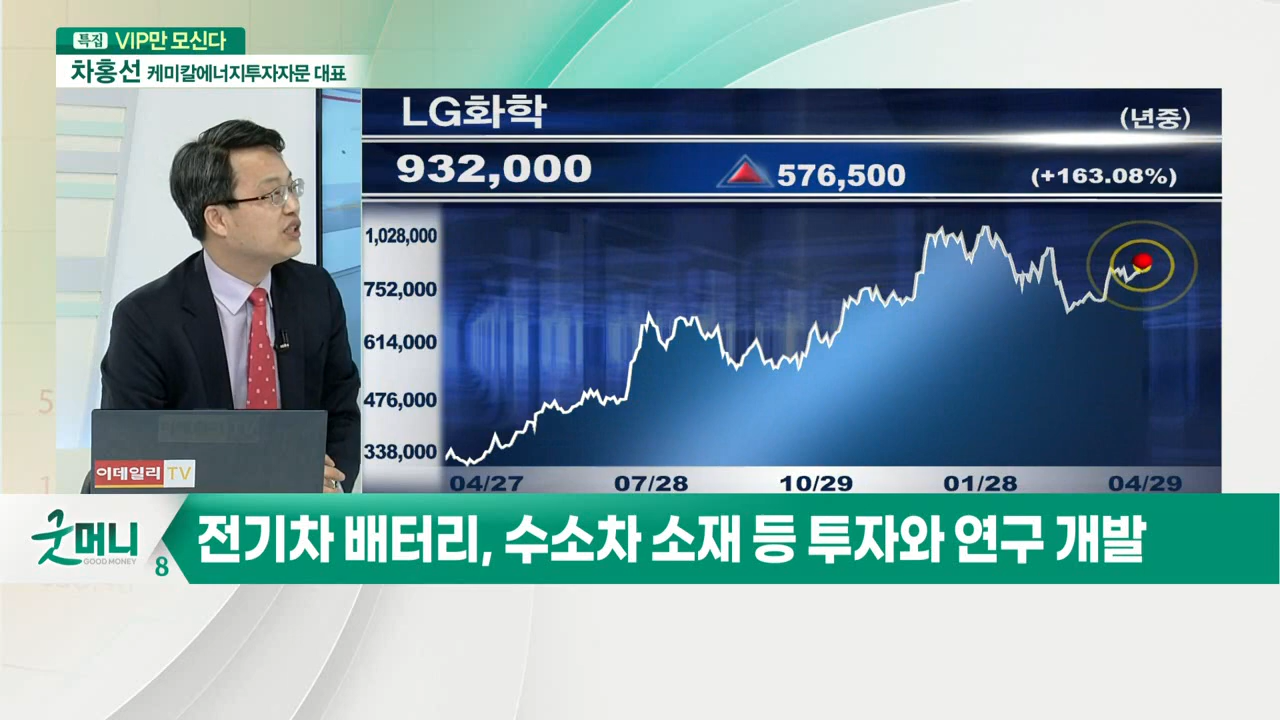 특집 VIP만 모신다
차홍선 케미칼에너지투자자문 대표
LG화학
(년중)
932,000 576,500 (+163.08%)
1,028,000
752,000
614,000
476,000
338,000
04/27 07/28 10/29 01/28 04/29
5
1
이데일리 TV
굿머니
GOOD MONEY
8
전기차 배터리, 수소차 소재 등 투자와 연구 개발